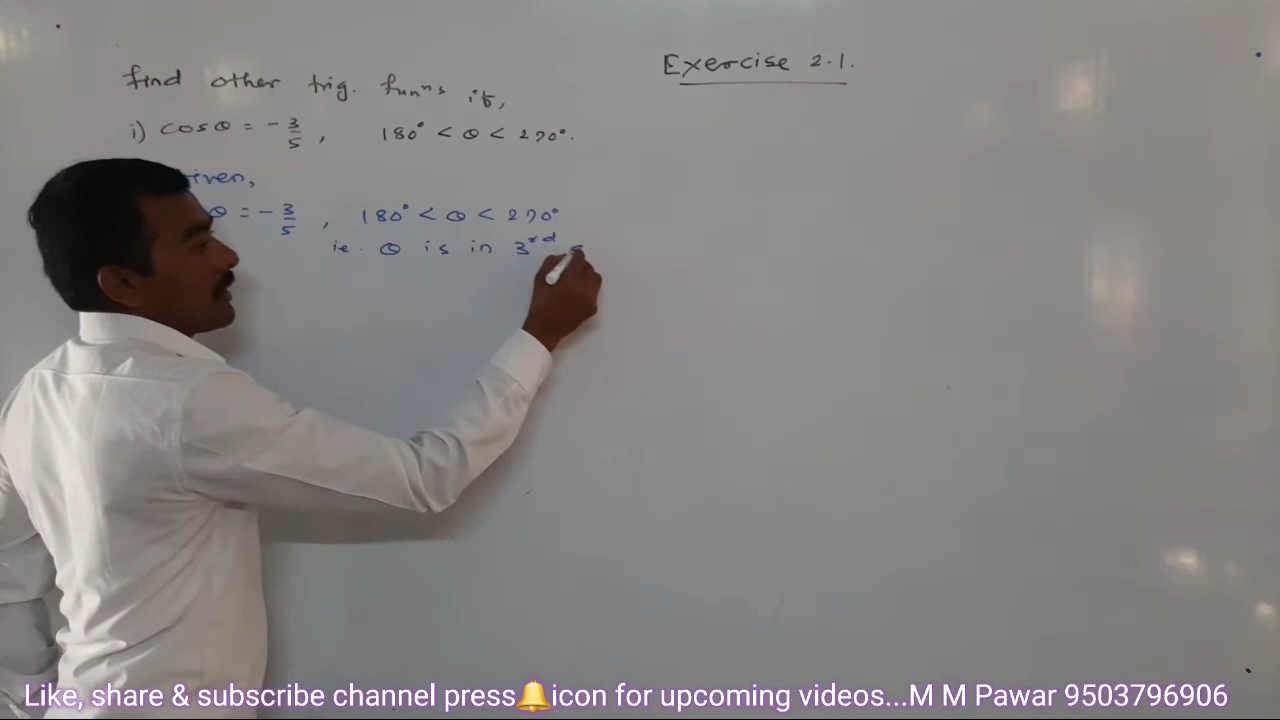 Exercise 2.1.
find other trig. funⁿs if,
i) cosθ = -3/5, 180° < θ < 270°.
iven,
θ = -3/5, 180° < θ < 270°
ie. θ is in 3rd
Like, share & subscribe channel press🔔icon for upcoming videos...M M Pawar 9503796906